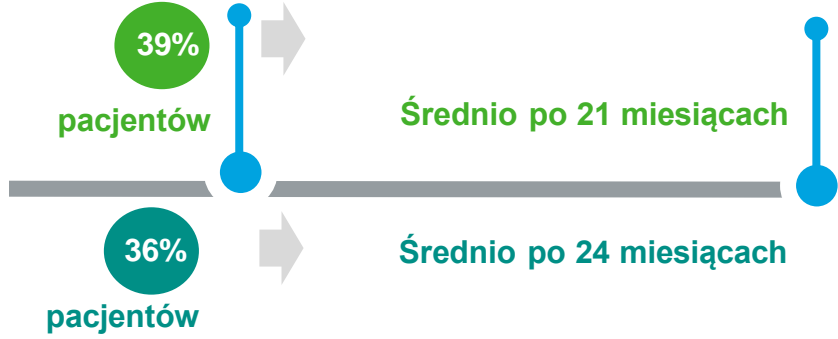 39%
pacjentów
Średnio po 21 miesiącach
36%
pacjentów
Średnio po 24 miesiącach